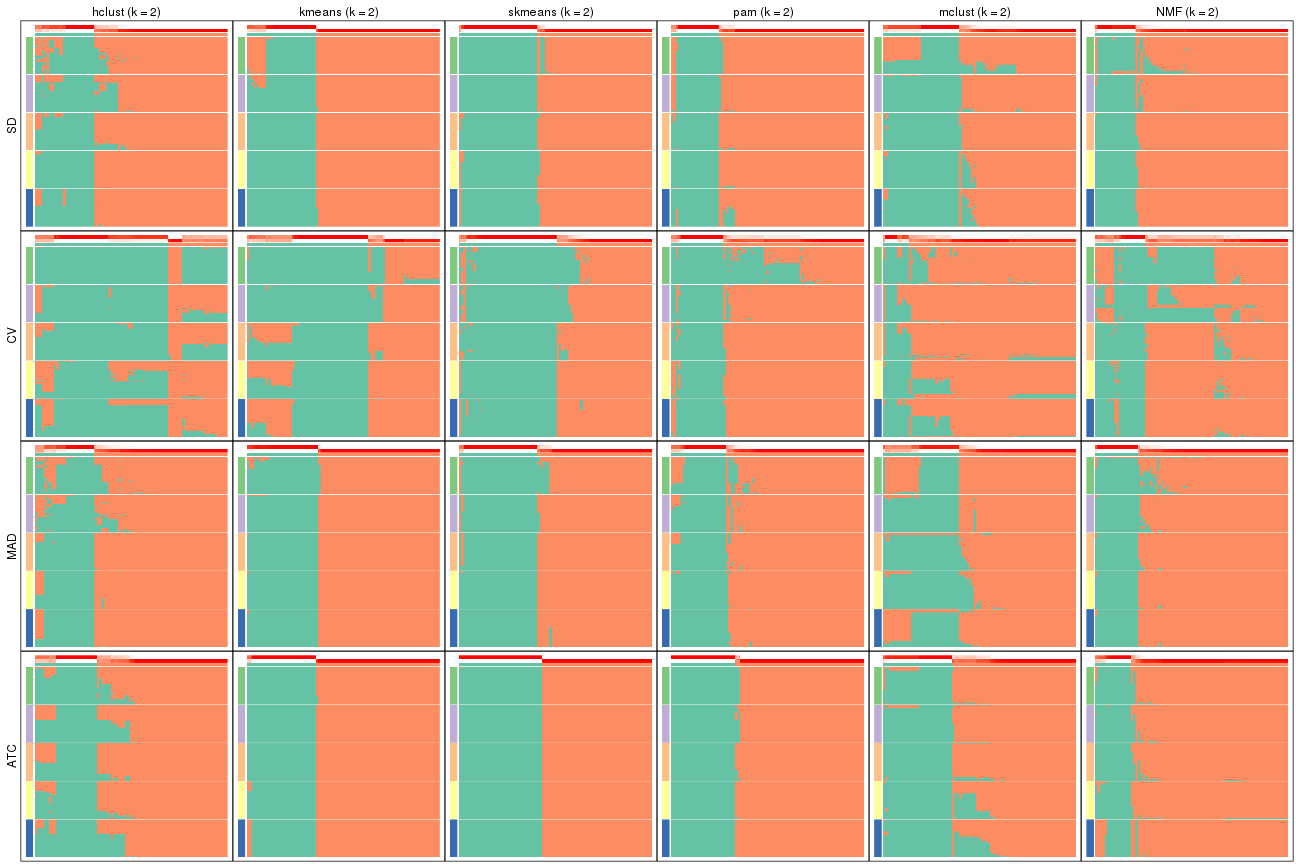 hclust (k = 2) kmeans (k = 2) skmeans (k = 2) pam (k = 2) mclust (k = 2) NMF (k = 2)
SD
CV
MAD
ATC